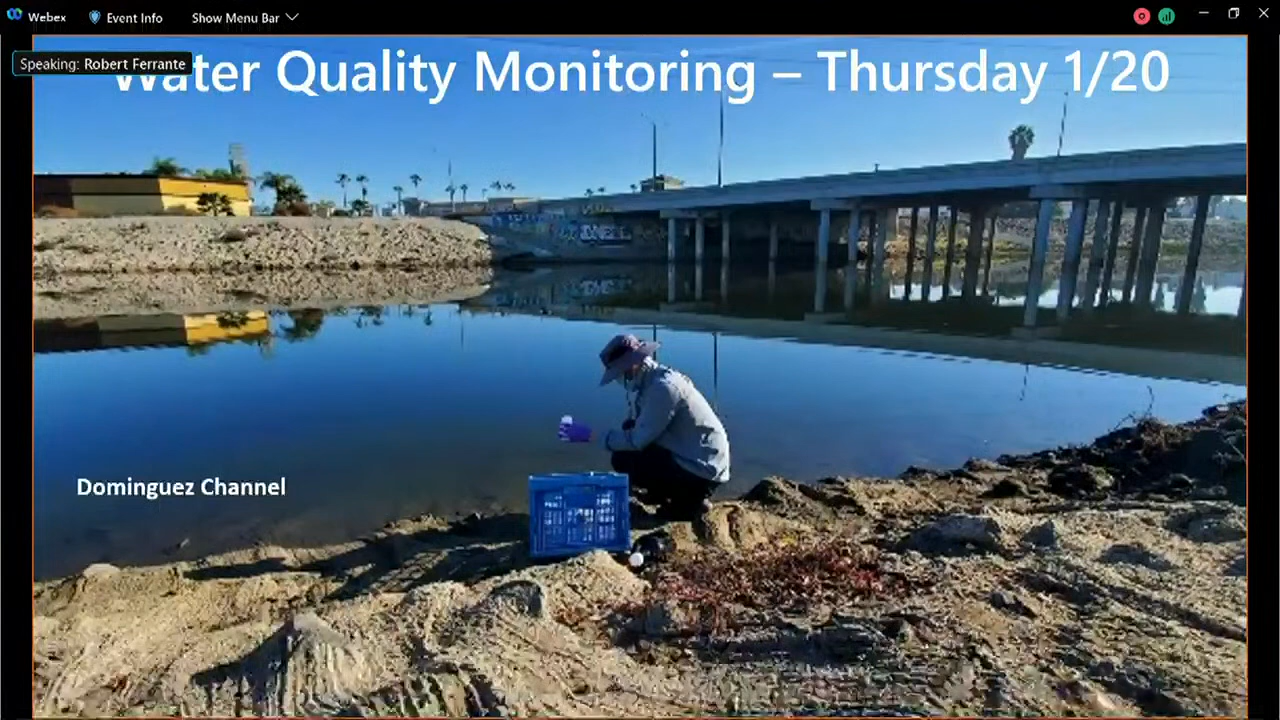 Webex Event Info Show Menu Bar
Speaking: Robert Ferrante
Water Quality Monitoring – Thursday 1/20
Dominguez Channel